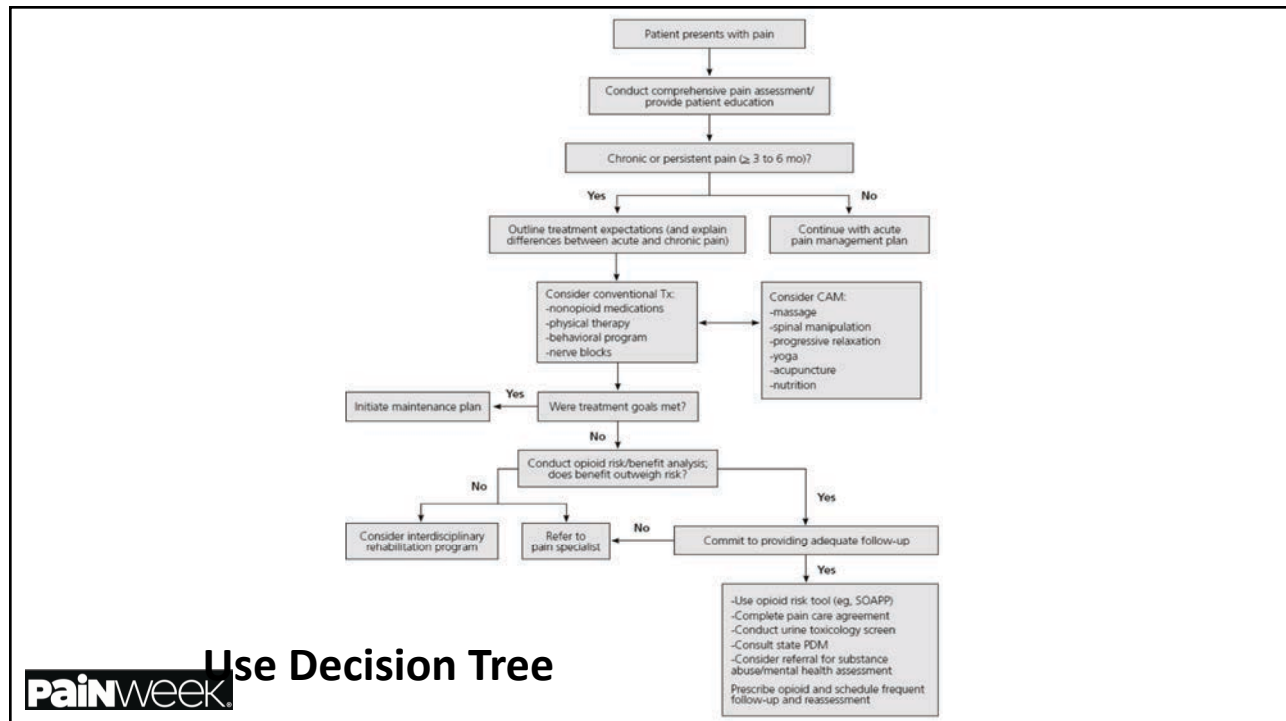 Patient presents with pain
Conduct comprehensive pain assessment/
provide patient education
Chronic or persistent pain (≥ 3 to 6 mo)?
Yes
No
Outline treatment expectations (and explain
differences between acute and chronic pain)
Continue with acute
pain management plan
Consider conventional Tx:
-nonopioid medications
-physical therapy
-behavioral program
-nerve blocks
Consider CAM:
-massage
-spinal manipulation
-progressive relaxation
-yoga
-acupuncture
-nutrition
Initiate maintenance plan
Yes
Were treatment goals met?
No
Conduct opioid risk/benefit analysis;
does benefit outweigh risk?
No
Yes
Consider interdisciplinary
rehabilitation program
Refer to
pain specialist
No
Commit to providing adequate follow-up
Yes
-Use opioid risk tool (eg, SOAPP)
-Complete pain care agreement
-Conduct urine toxicology screen
-Consult state PDM
-Consider referral for substance
abuse/mental health assessment
Prescribe opioid and schedule frequent
follow-up and reassessment
Use Decision Tree
PaiNWeeK.